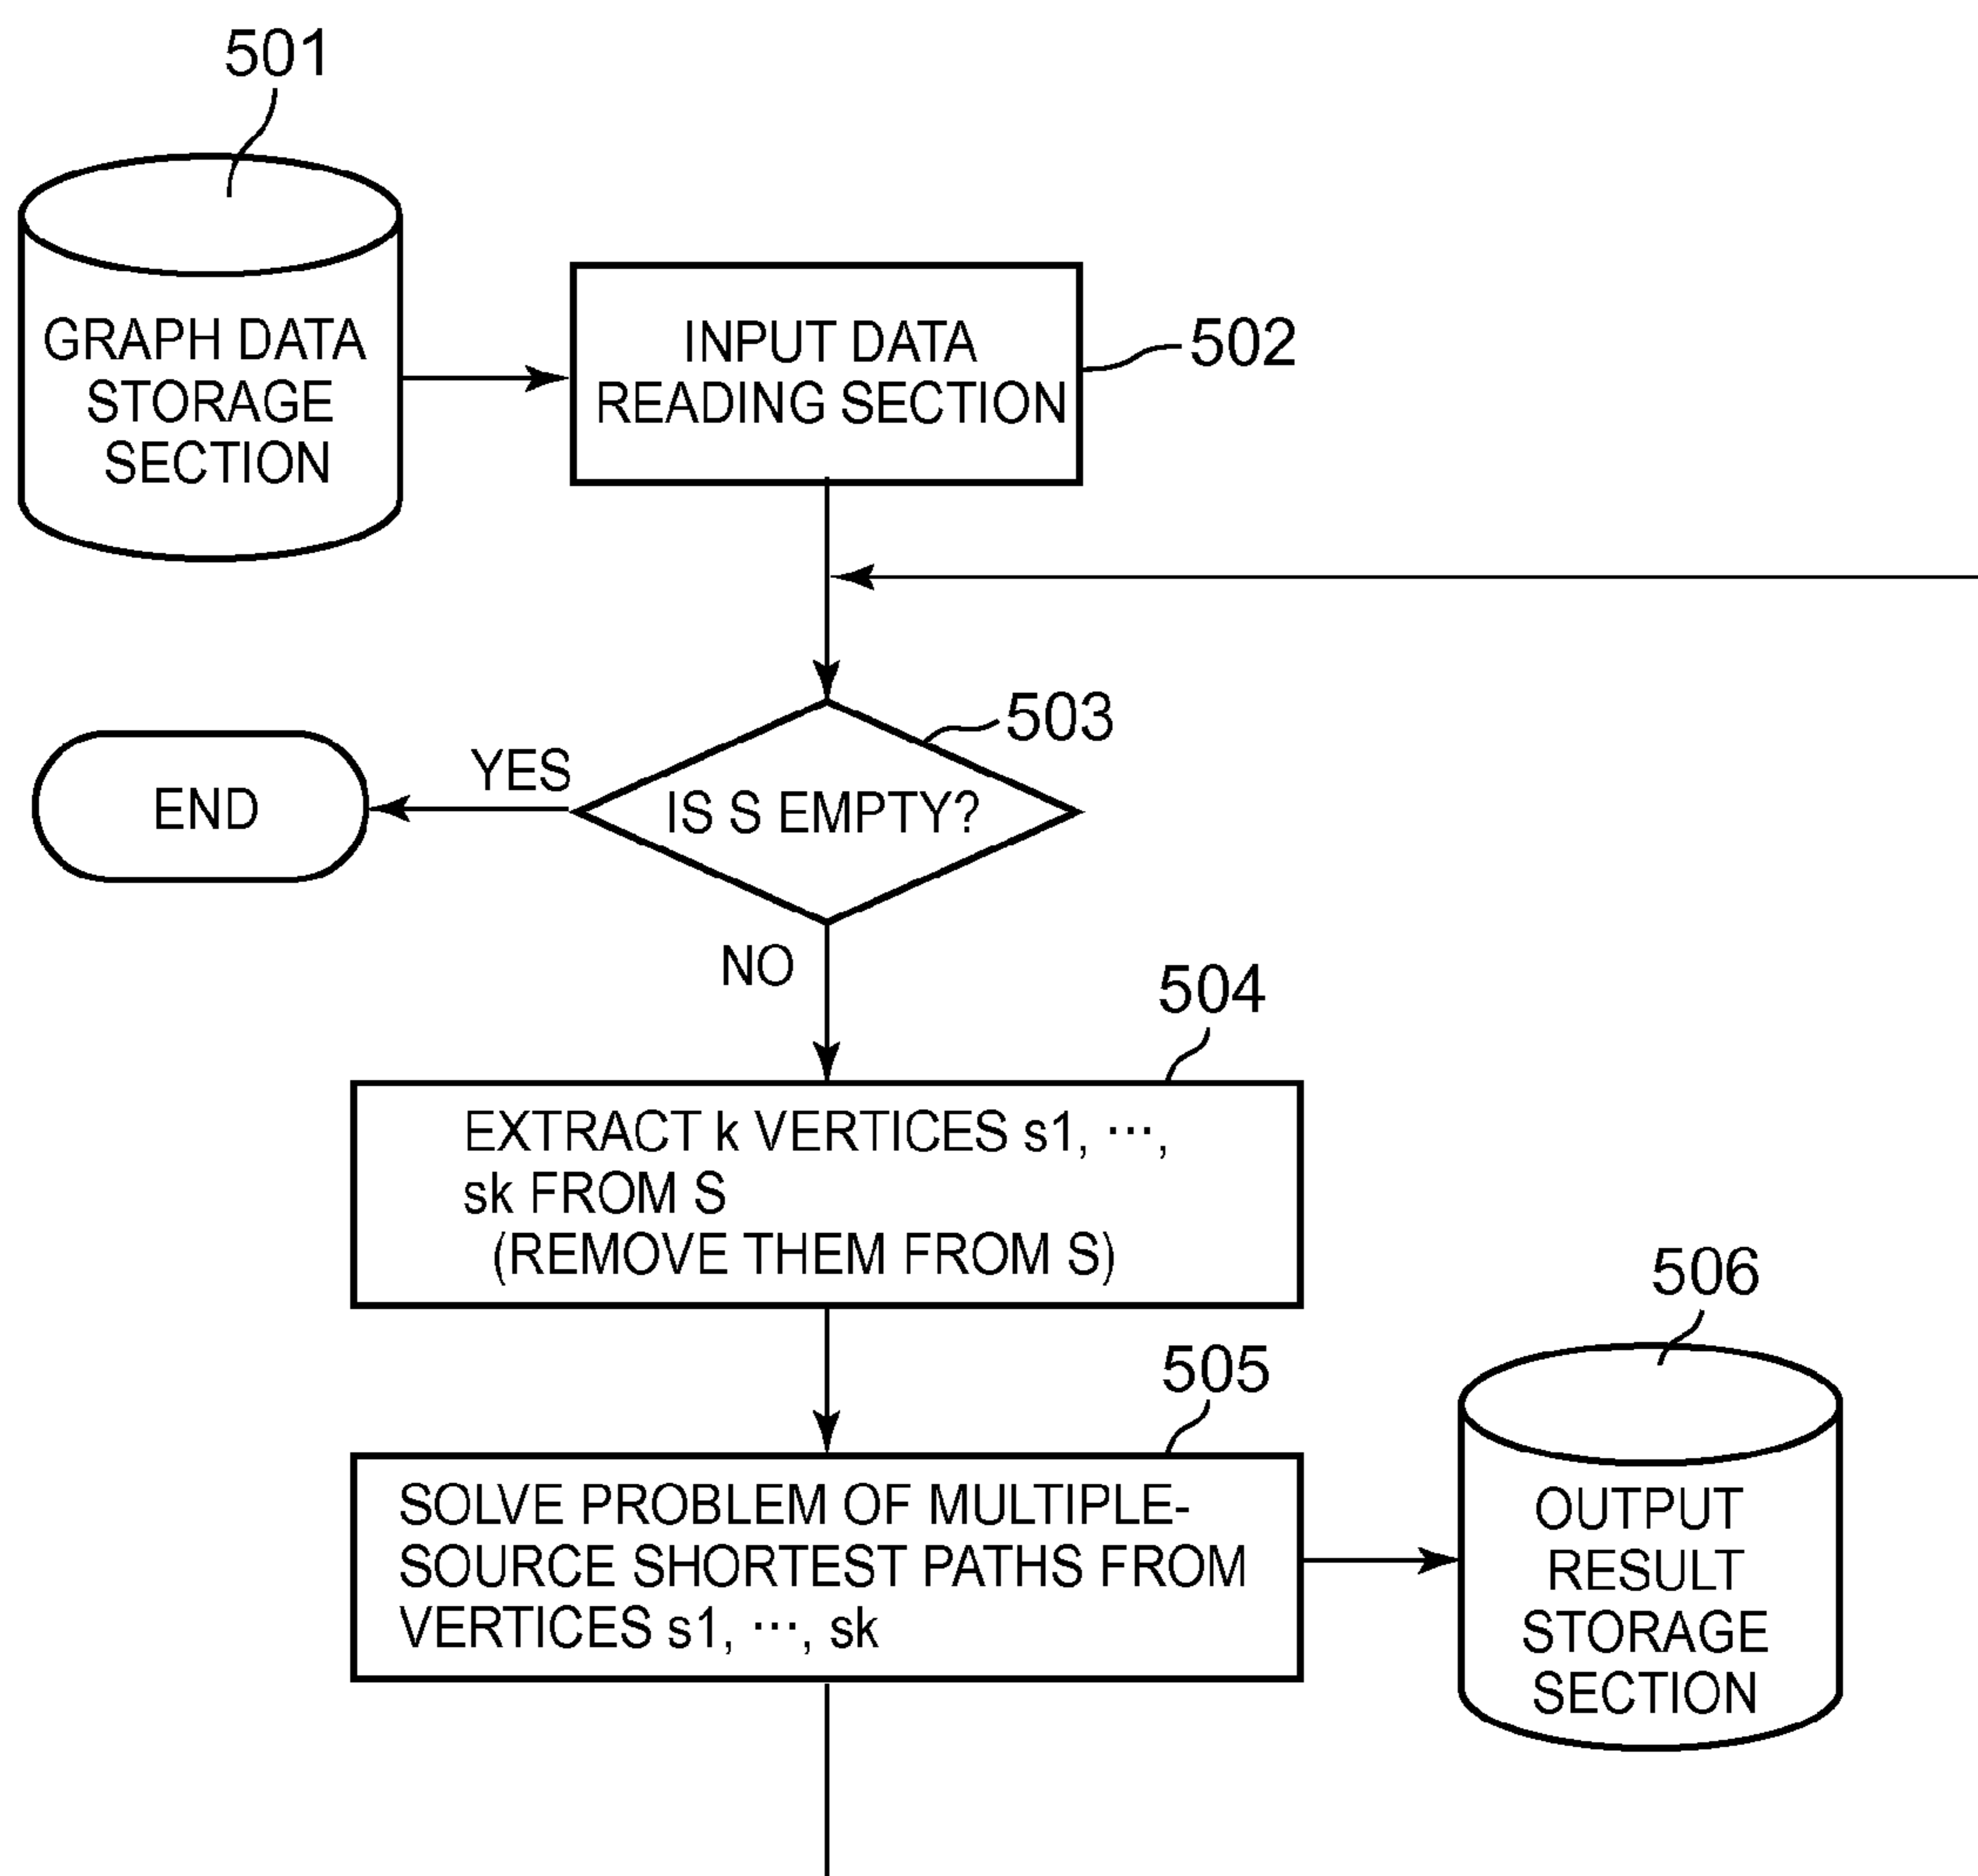 501
GRAPH DATA
STORAGE
SECTION
INPUT DATA
READING SECTION
502
503
YES
END
IS S EMPTY?
NO
504
EXTRACT k VERTICES s1, ⋯,
sk FROM S
(REMOVE THEM FROM S)
505
506
SOLVE PROBLEM OF MULTIPLE-
SOURCE SHORTEST PATHS FROM
VERTICES s1, ⋯, sk
OUTPUT
RESULT
STORAGE
SECTION